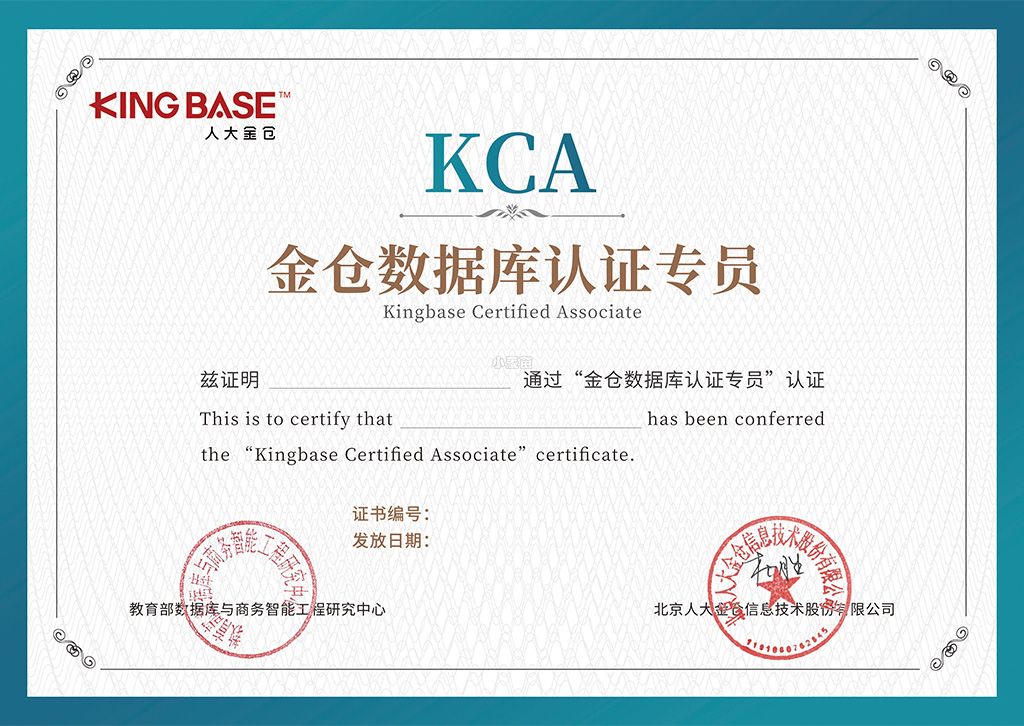 KINGBASE™
人大金仓
KCA
金仓数据库认证专员
Kingbase Certified Associate
小麦苗
兹证明 通过“金仓数据库认证专员”认证
This is to certify that has been conferred
the “Kingbase Certified Associate” certificate.
证书编号：
发放日期：
教育部数据库与商务智能工程研究中心
教育部数据库与商务智能工程研究中心
北京人大金仓信息技术股份有限公司
北京人大金仓信息技术股份有限公司